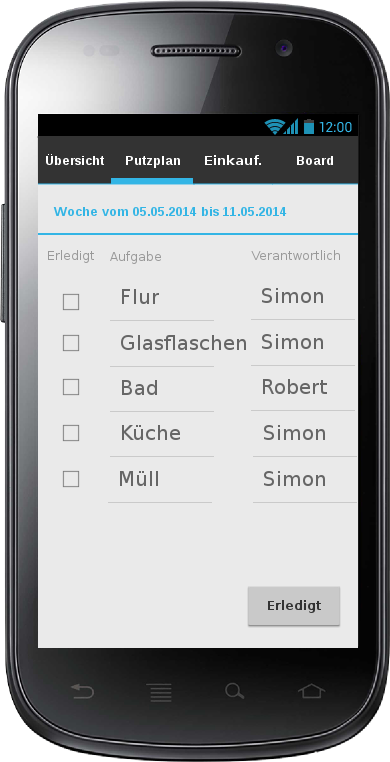 12:00
Übersicht Putzplan Einkauf. Board
Woche vom 05.05.2014 bis 11.05.2014
Erledigt Aufgabe Verantwortlich
Flur Simon
Glasflaschen Simon
Bad Robert
Küche Simon
Müll Simon
Erledigt